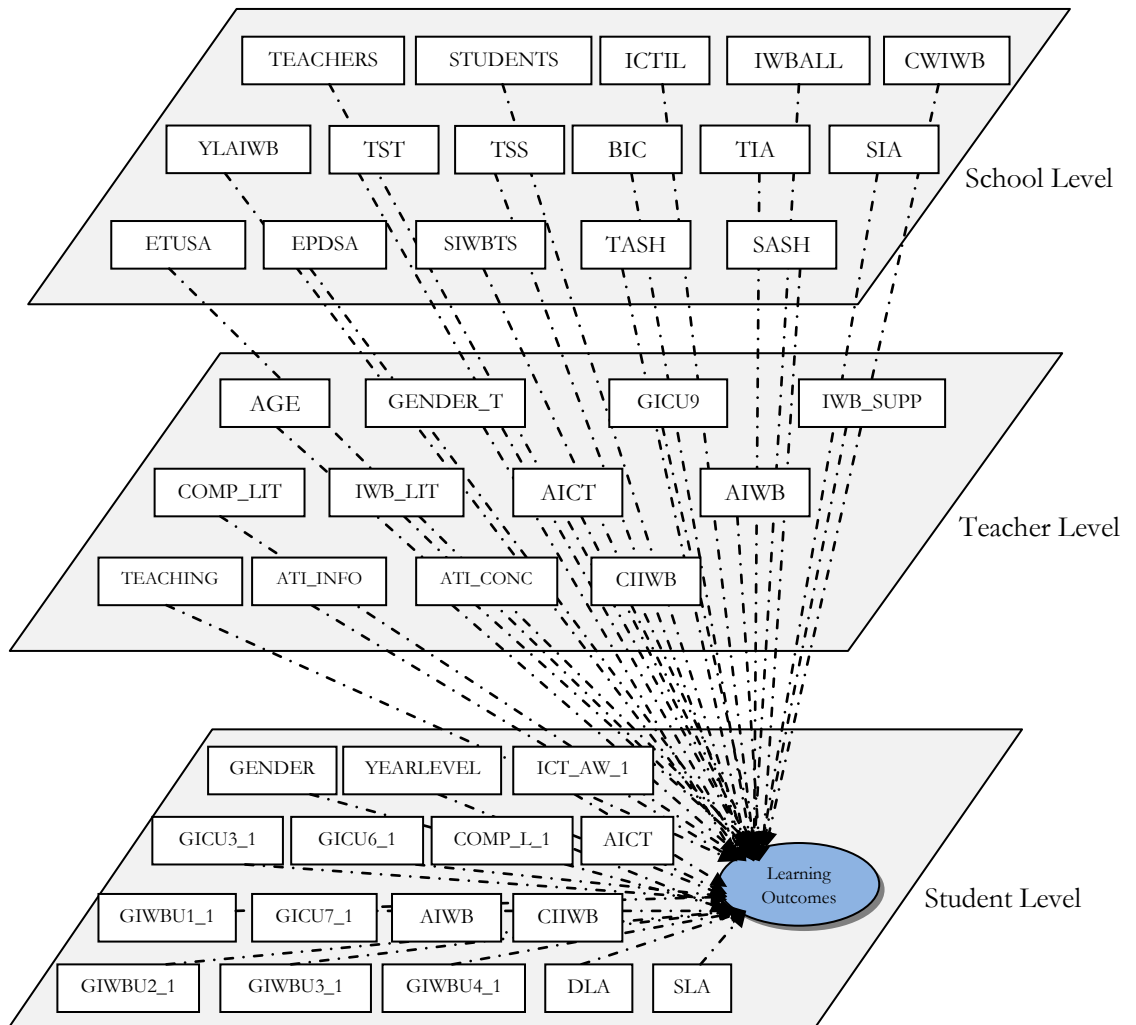 TEACHERS
STUDENTS
ICTIL
IWBALL
CWIWB
YLAIWB
TST
TSS
BIC
TIA
SIA
School Level
ETUSA
EPDSA
SIWBTS
TASH
SASH
AGE
GENDER_T
GICU9
IWB_SUPP
COMP_LIT
IWB_LIT
AICT
AIWB
Teacher Level
TEACHING
ATI_INFO
ATI_CONC
CIIWB
GENDER
YEARLEVEL
ICT_AW_1
GICU3_1
GICU6_1
COMP_L_1
AICT
Learning
Outcomes
Student Level
GIWBU1_1
GICU7_1
AIWB
CIIWB
GIWBU2_1
GIWBU3_1
GIWBU4_1
DLA
SLA